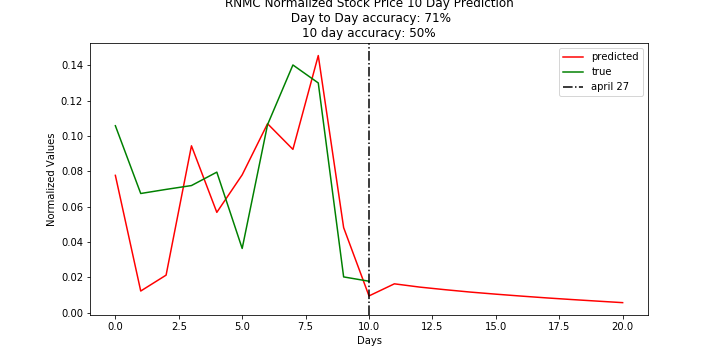 RNMC Normalized Stock Price 10 Day Prediction
Day to Day accuracy: 71%
10 day accuracy: 50%
predicted
true
april 27
Normalized Values
0.14
0.12
0.10
0.08
0.06
0.04
0.02
0.00
0.0 2.5 5.0 7.5 10.0 12.5 15.0 17.5 20.0
Days